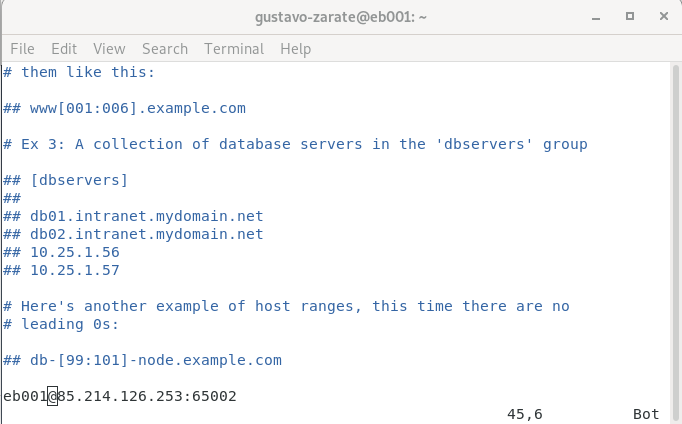 gustavo-zarate@eb001: ~
File Edit View Search Terminal Help
# them like this:
## www[001:006].example.com
# Ex 3: A collection of database servers in the 'dbservers' group
## [dbservers]
##
## db01.intranet.mydomain.net
## db02.intranet.mydomain.net
## 10.25.1.56
## 10.25.1.57
# Here's another example of host ranges, this time there are no
# leading 0s:
## db-[99:101]-node.example.com
eb001@85.214.126.253:65002
45,6 Bot